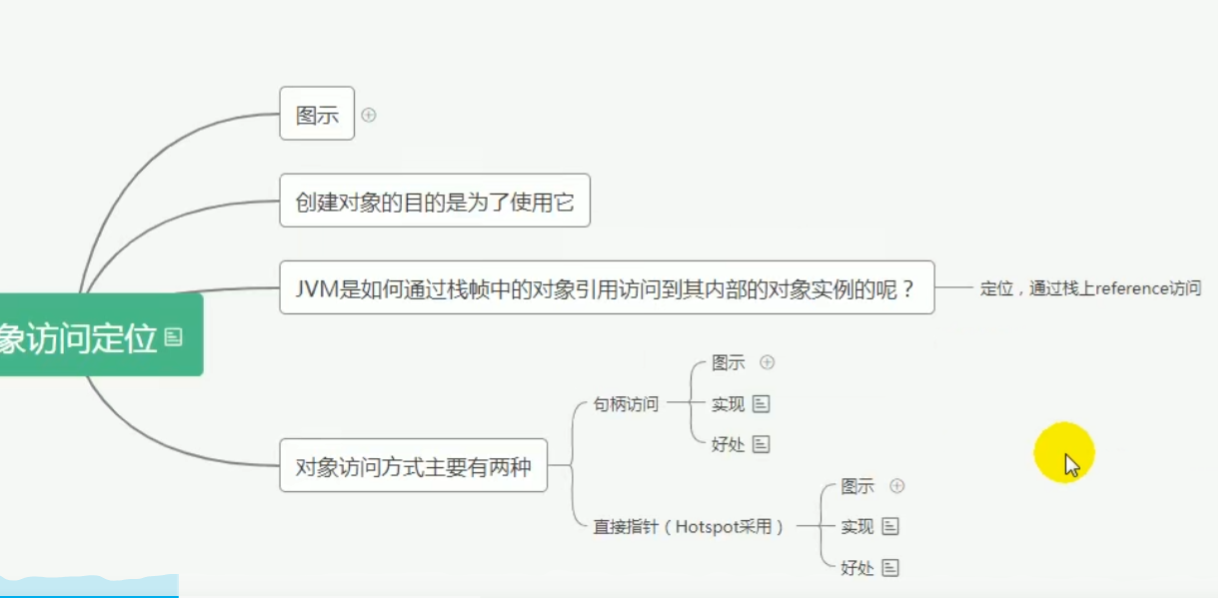 图示
创建对象的目的是为了使用它
JVM是如何通过栈帧中的对象引用访问到其内部的对象实例的呢？
定位，通过栈上reference访问
象访问定位
对象访问方式主要有两种
句柄访问
图示
实现
好处
直接指针（Hotspot采用）
图示
实现
好处